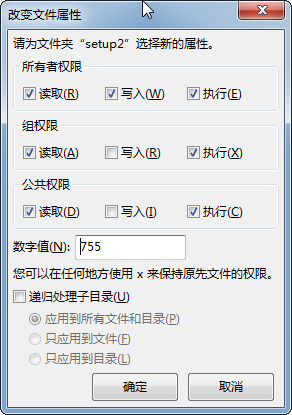 改变文件属性
请为文件夹“setup2”选择新的属性。
所有者权限
读取(R) 写入(W) 执行(E)
组权限
读取(A) 写入(R) 执行(X)
公共权限
读取(D) 写入(I) 执行(C)
数字值(N): 755
您可以在任何地方使用 x 来保持原先文件的权限。
递归处理子目录(U)
应用到所有文件和目录(P)
只应用到文件(F)
只应用到目录(L)
确定 取消